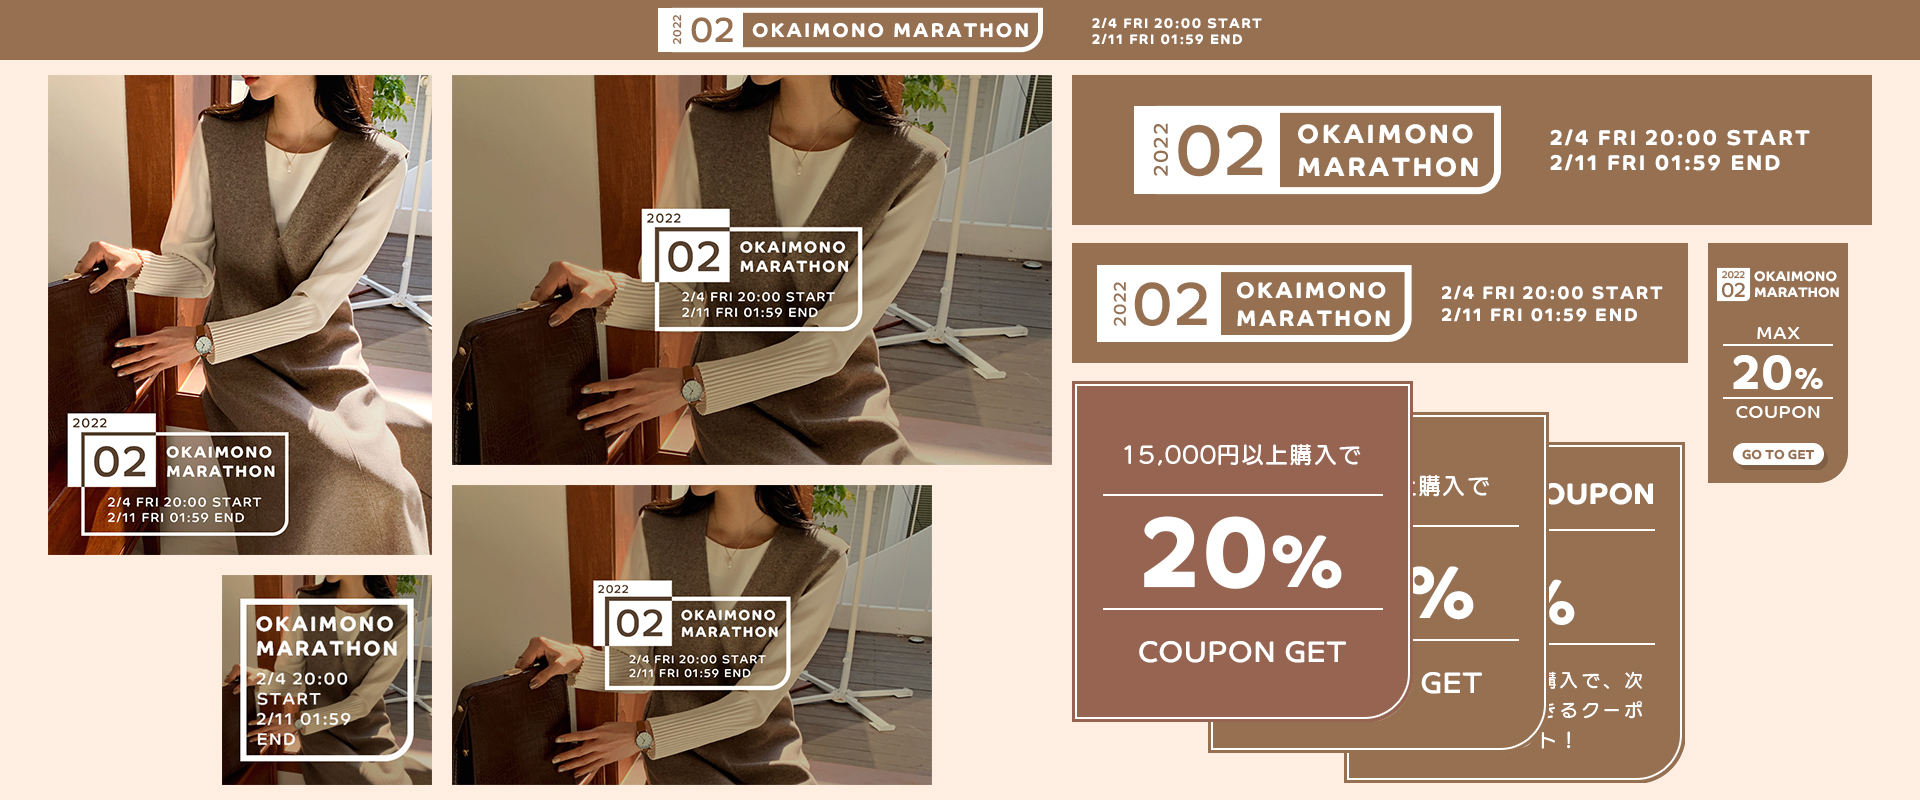 2022
02
OKAIMONO MARATHON
2/4 FRI 20:00 START
2/11 FRI 01:59 END
2022
02
OKAIMONO
MARATHON
2/4 FRI 20:00 START
2/11 FRI 01:59 END
OKAIMONO
MARATHON
2/4 20:00
START
2/11 01:59
END
2022
02
OKAIMONO
MARATHON
2/4 FRI 20:00 START
2/11 FRI 01:59 END
2022
02
OKAIMONO
MARATHON
2/4 FRI 20:00 START
2/11 FRI 01:59 END
2022
02
OKAIMONO
MARATHON
2/4 FRI 20:00 START
2/11 FRI 01:59 END
2022
02
OKAIMONO
MARATHON
2/4 FRI 20:00 START
2/11 FRI 01:59 END
2022
02
OKAIMONO
MARATHON
MAX
20%
COUPON
GO TO GET
15,000円以上購入で
20%
COUPON GET
購入で
%
GET
OUPON
%
購入で、次
きるクーポ
ト！